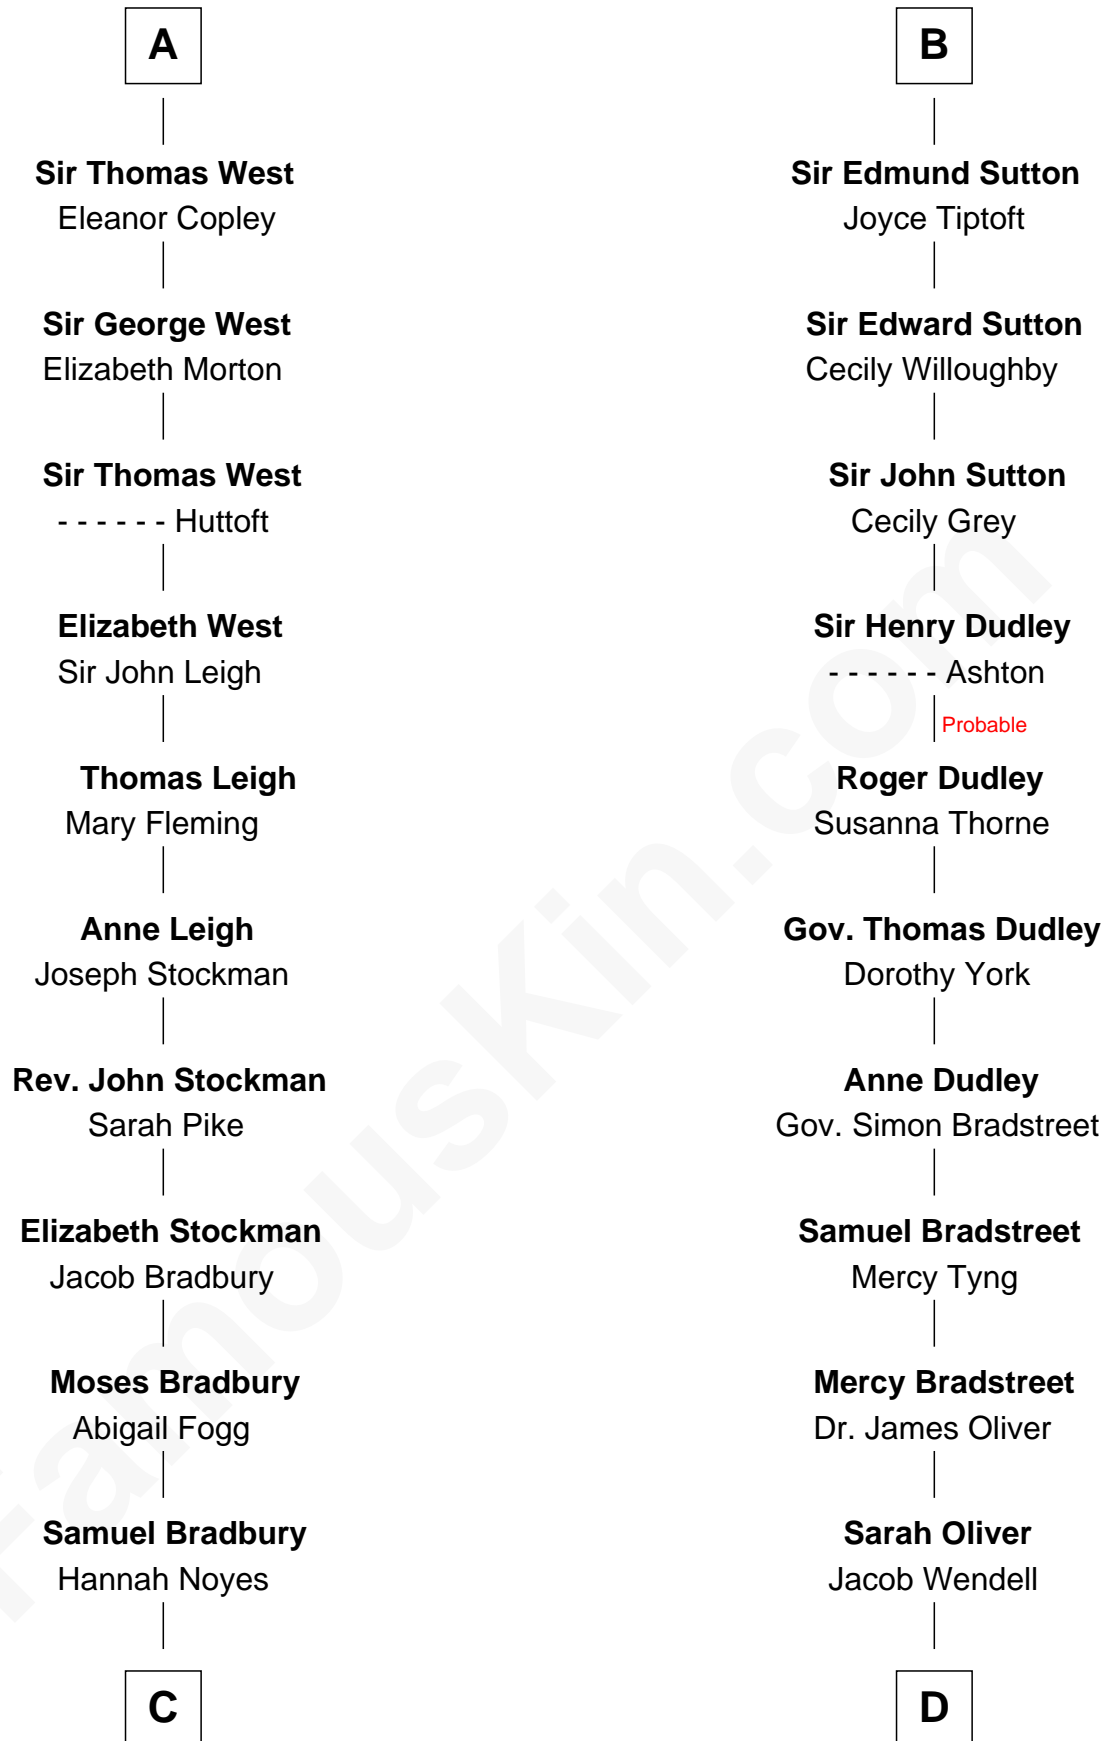 A
Sir Thomas West
Eleanor Copley
Sir George West
Elizabeth Morton
Sir Thomas West
- - - - - - Huttoft
Elizabeth West
Sir John Leigh
Thomas Leigh
Mary Fleming
Anne Leigh
Joseph Stockman
Rev. John Stockman
Sarah Pike
Elizabeth Stockman
Jacob Bradbury
Moses Bradbury
Abigail Fogg
Samuel Bradbury
Hannah Noyes
C
B
Sir Edmund Sutton
Joyce Tiptoft
Sir Edward Sutton
Cecily Willoughby
Sir John Sutton
Cecily Grey
Sir Henry Dudley
- - - - - - Ashton
Probable
Roger Dudley
Susanna Thorne
Gov. Thomas Dudley
Dorothy York
Anne Dudley
Gov. Simon Bradstreet
Samuel Bradstreet
Mercy Tyng
Mercy Bradstreet
Dr. James Oliver
Sarah Oliver
Jacob Wendell
D
FamousKin.com